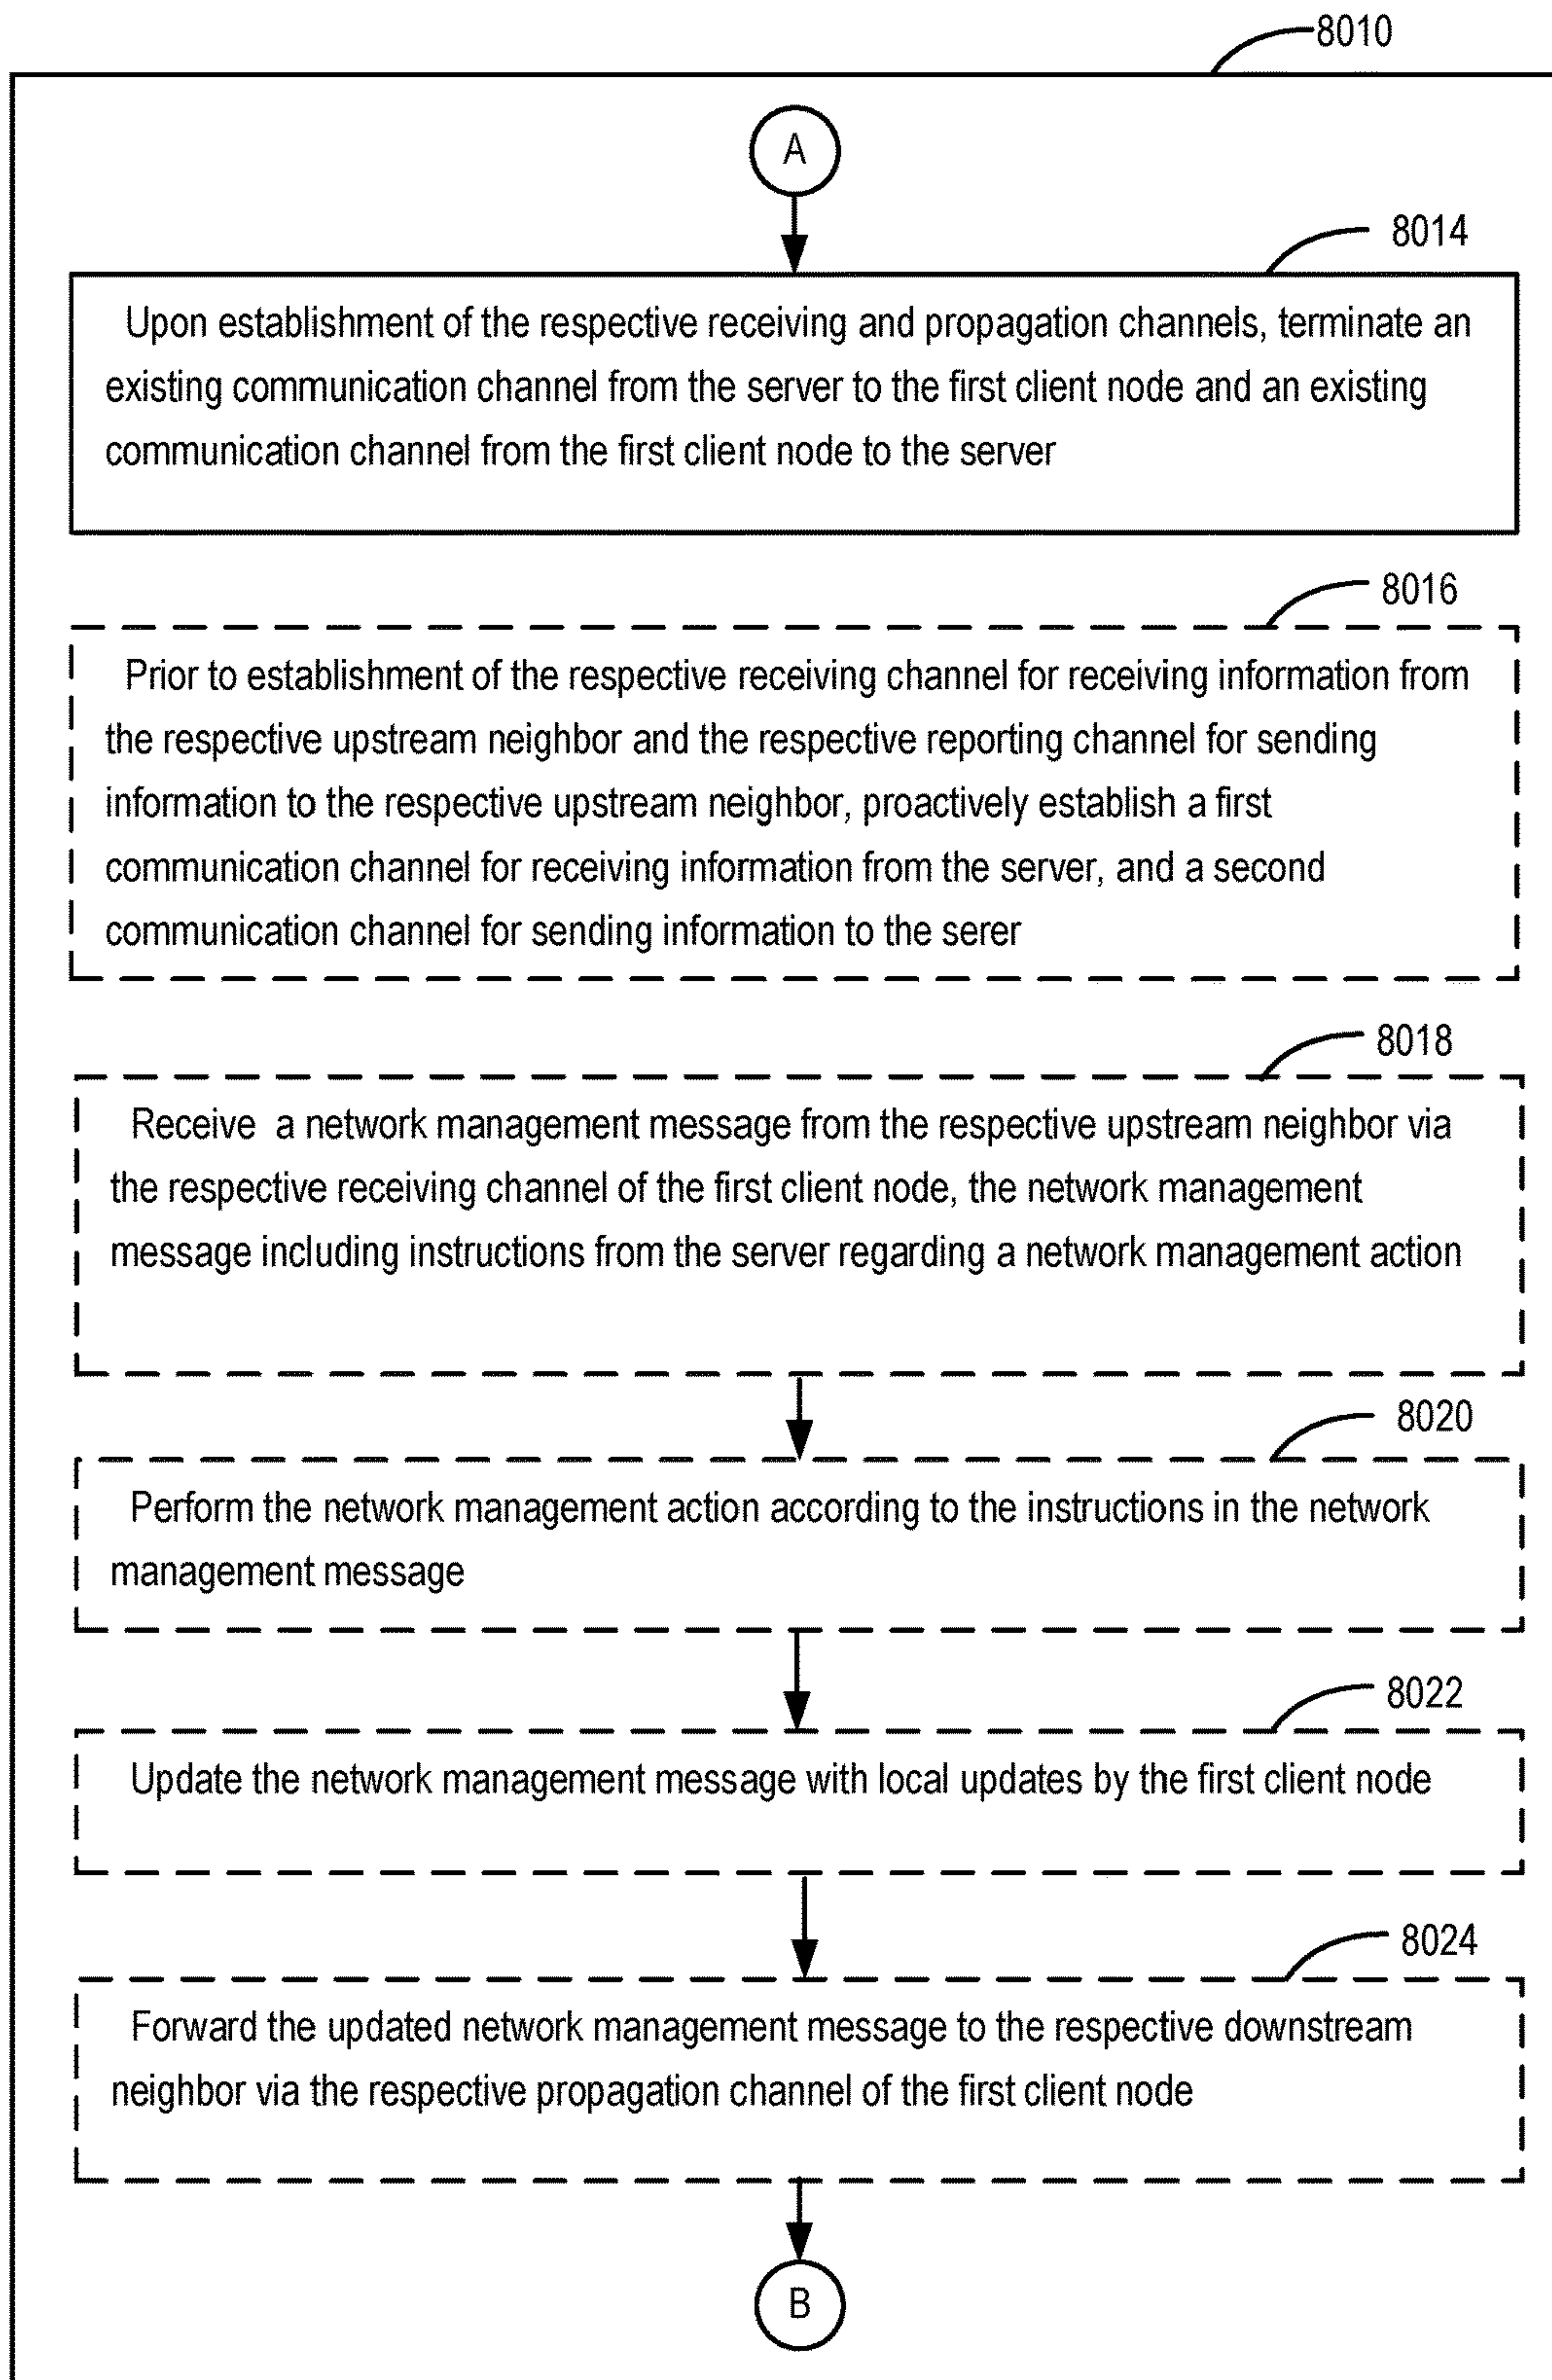 8010
A
8014
Upon establishment of the respective receiving and propagation channels, terminate an
existing communication channel from the server to the first client node and an existing
communication channel from the first client node to the server
8016
Prior to establishment of the respective receiving channel for receiving information from
the respective upstream neighbor and the respective reporting channel for sending
information to the respective upstream neighbor, proactively establish a first
communication channel for receiving information from the server, and a second
communication channel for sending information to the serer
8018
Receive a network management message from the respective upstream neighbor via
the respective receiving channel of the first client node, the network management
message including instructions from the server regarding a network management action
8020
Perform the network management action according to the instructions in the network
management message
8022
Update the network management message with local updates by the first client node
8024
Forward the updated network management message to the respective downstream
neighbor via the respective propagation channel of the first client node
B